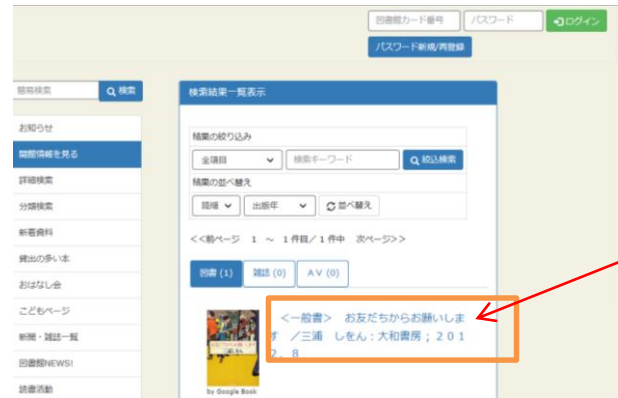 図書館カード番号
パスワード
ログイン
パスワード新規/再登録
簡易検索
検索
お知らせ
開館情報を見る
詳細検索
分類検索
新着資料
貸出の多い本
おはなし会
こどもページ
新聞・雑誌一覧
図書館NEWS!
読書活動
検索結果一覧表示
結果の絞り込み
全項目
検索キーワード
絞込検索
結果の並べ替え
降順
出版年
並べ替え
<<前ページ 1 ~ 1件目/1件中 次ページ>>
図書 (1)
雑誌 (0)
AV (0)
<一般書> お友だちからお願いしま
す /三浦 しをん:大和書房;201
2.8
by Google Book